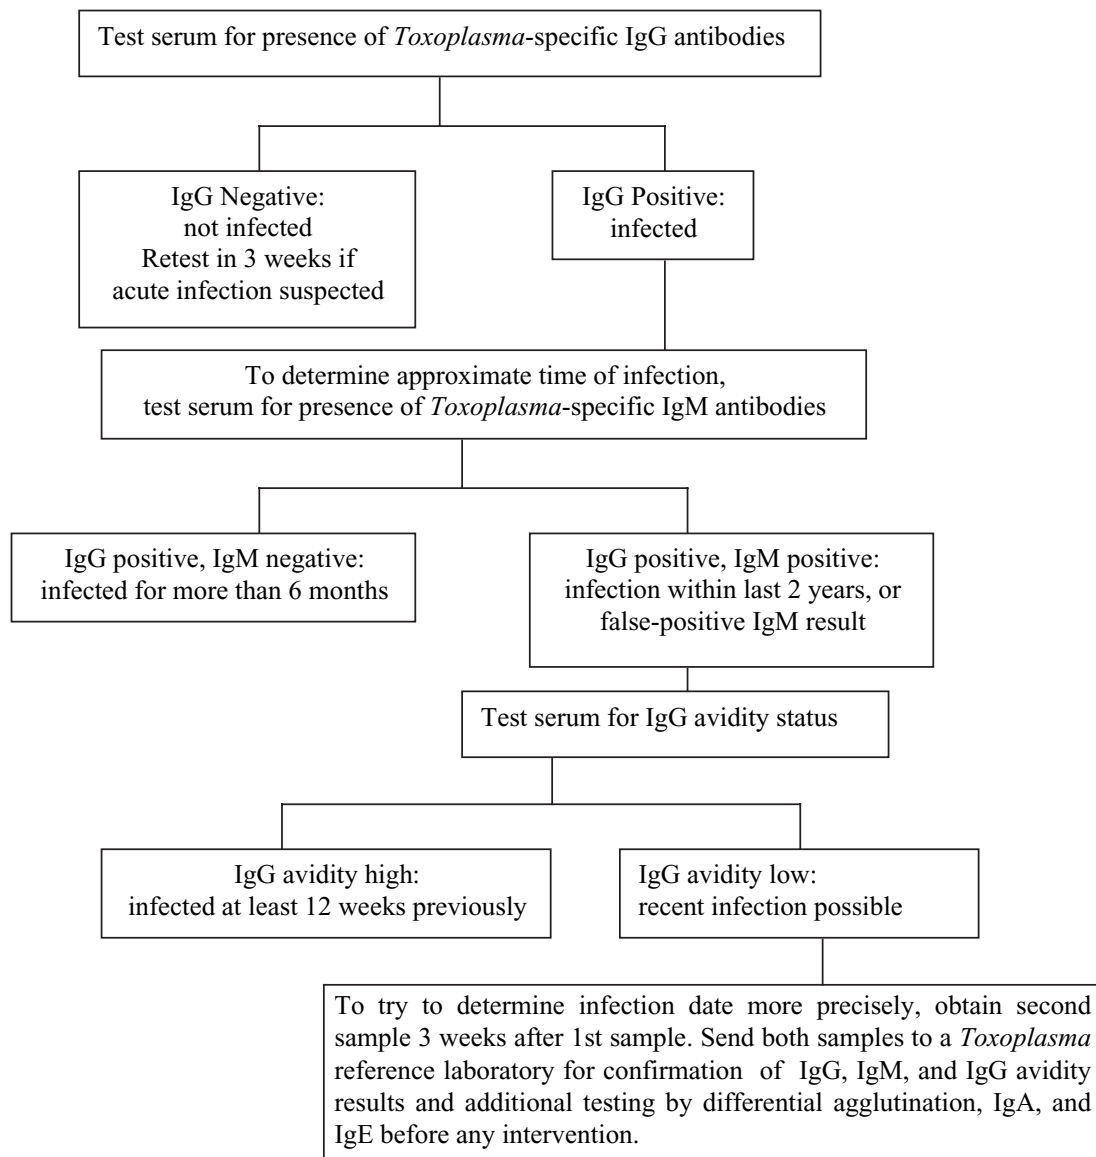 Test serum for presence of Toxoplasma-specific IgG antibodies
IgG Negative:
not infected
Retest in 3 weeks if
acute infection suspected
IgG Positive:
infected
To determine approximate time of infection,
test serum for presence of Toxoplasma-specific IgM antibodies
IgG positive, IgM negative:
infected for more than 6 months
IgG positive, IgM positive:
infection within last 2 years, or
false-positive IgM result
Test serum for IgG avidity status
IgG avidity high:
infected at least 12 weeks previously
IgG avidity low:
recent infection possible
To try to determine infection date more precisely, obtain second
sample 3 weeks after 1st sample. Send both samples to a Toxoplasma
reference laboratory for confirmation of IgG, IgM, and IgG avidity
results and additional testing by differential agglutination, IgA, and
IgE before any intervention.